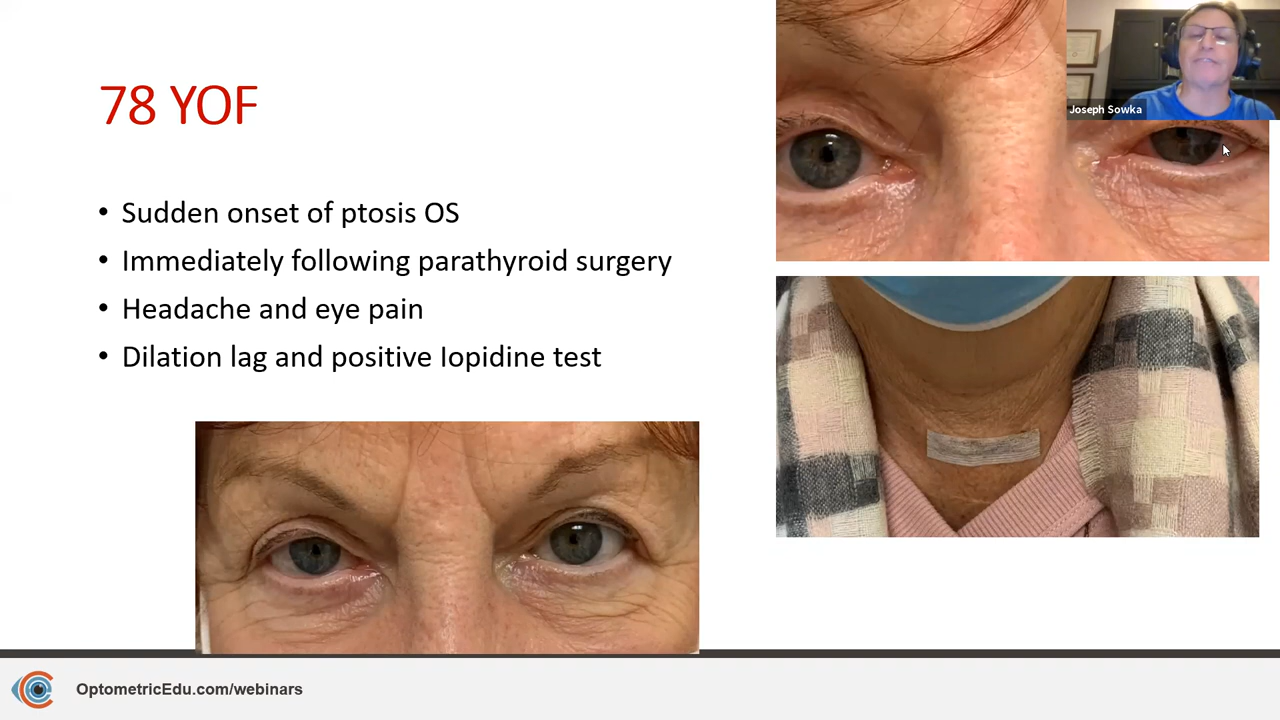 78 YOF
• Sudden onset of ptosis OS
• Immediately following parathyroid surgery
• Headache and eye pain
• Dilation lag and positive Iopidine test
Joseph Sowka
OptometricEdu.com/webinars